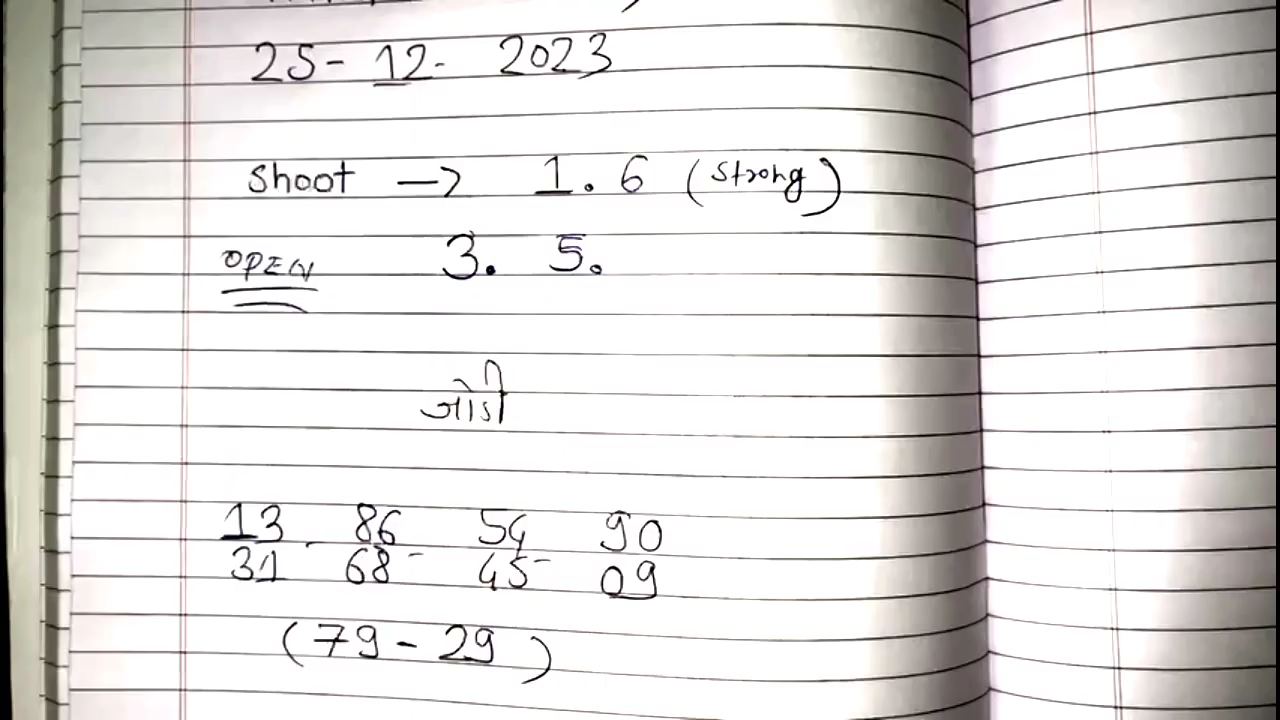 25 - 12 - 2023
Shoot → 1. 6 (strong)
OPEN 3. 5.
जोडी
13 - 86 - 54 - 90
31 68 45 09
(79 - 29)